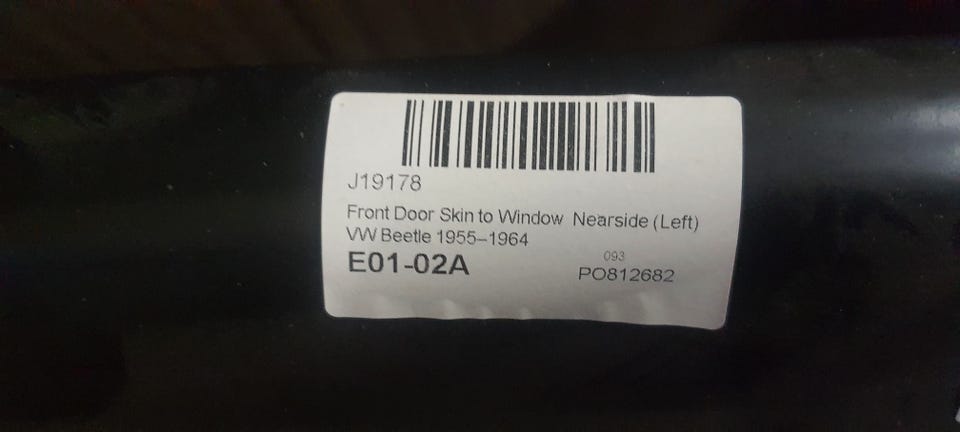 J19178
Front Door Skin to Window Nearside (Left)
VW Beetle 1955–1964
E01-02A
093
PO812682